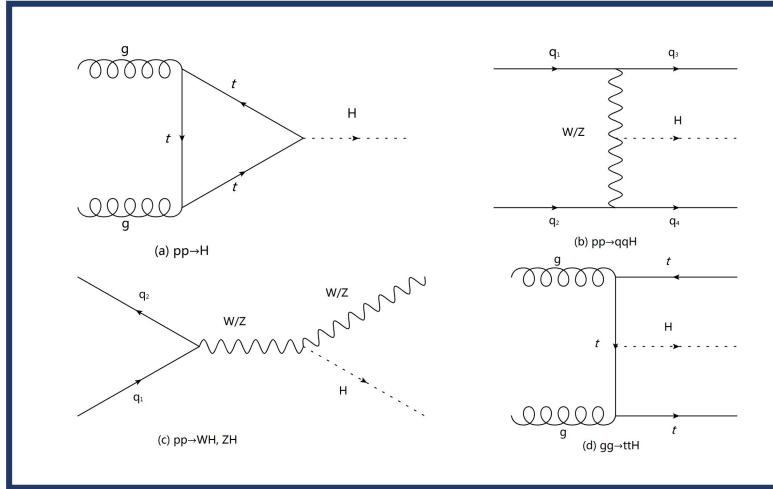 g
t
t
H
t
g
(a) pp→H
q₁
q₃
W/Z
H
q₂
q₄
(b) pp→qqH
q₂
W/Z
W/Z
q₁
H
(c) pp→WH, ZH
g
t
t
H
g
t
(d) gg→ttH